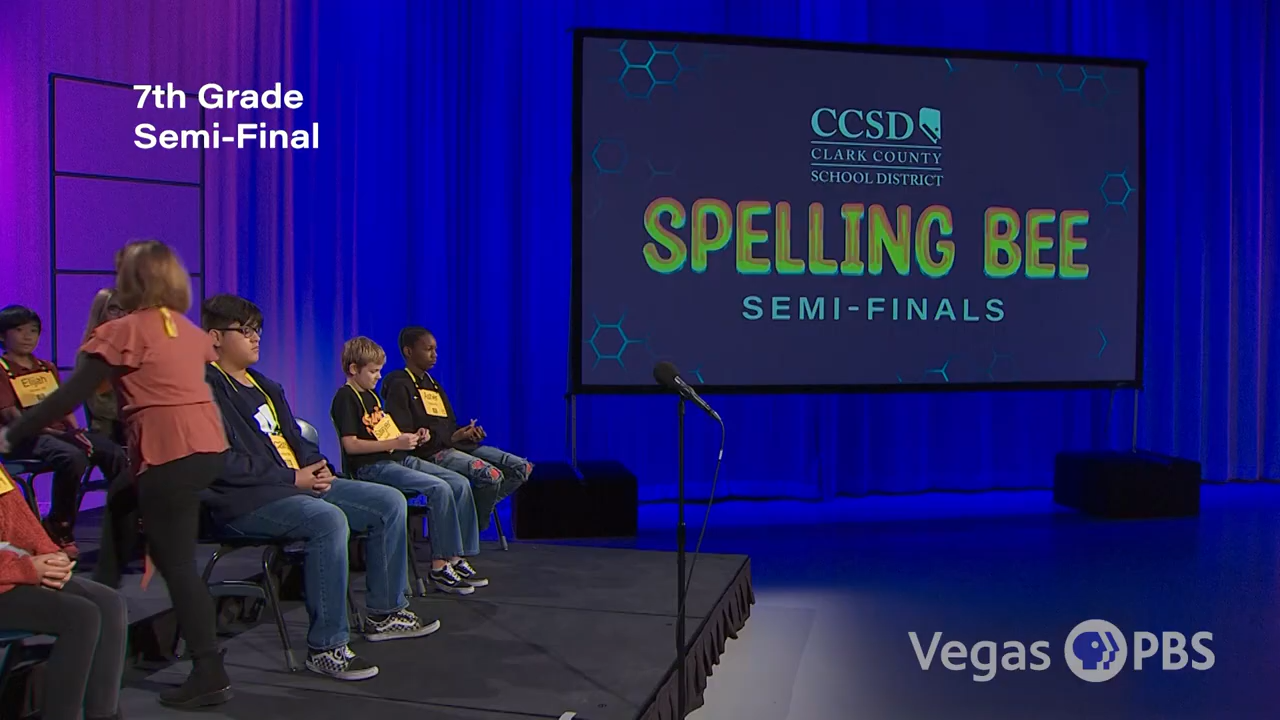 7th Grade
Semi-Final
CCSD
CLARK COUNTY
SCHOOL DISTRICT
SPELLING BEE
SEMI-FINALS
Elijah
Vegas PBS